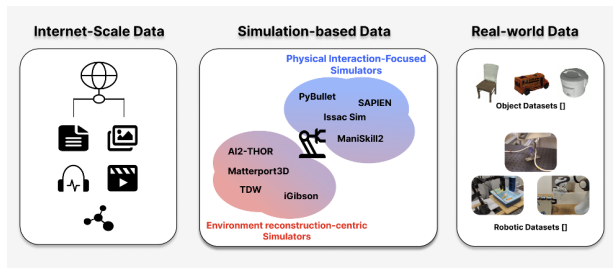 Internet-Scale Data
Simulation-based Data
Physical Interaction-Focused
Simulators
PyBullet
SAPIEN
Issac Sim
ManiSkill2
AI2-THOR
Matterport3D
TDW
iGibson
Environment reconstruction-centric
Simulators
Real-world Data
Object Datasets []
Robotic Datasets []